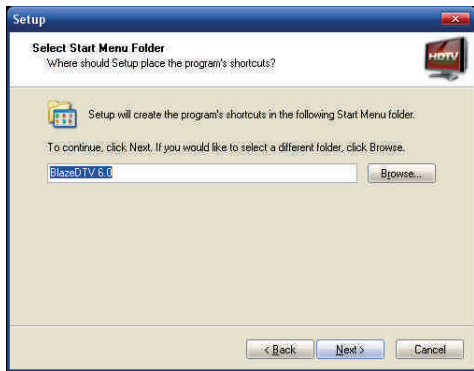 Setup
Select Start Menu Folder
Where should Setup place the program's shortcuts?
HDTV
Setup will create the program's shortcuts in the following Start Menu folder.
To continue, click Next. If you would like to select a different folder, click Browse.
BlazeDTV 6.0
Browse...
< Back
Next >
Cancel